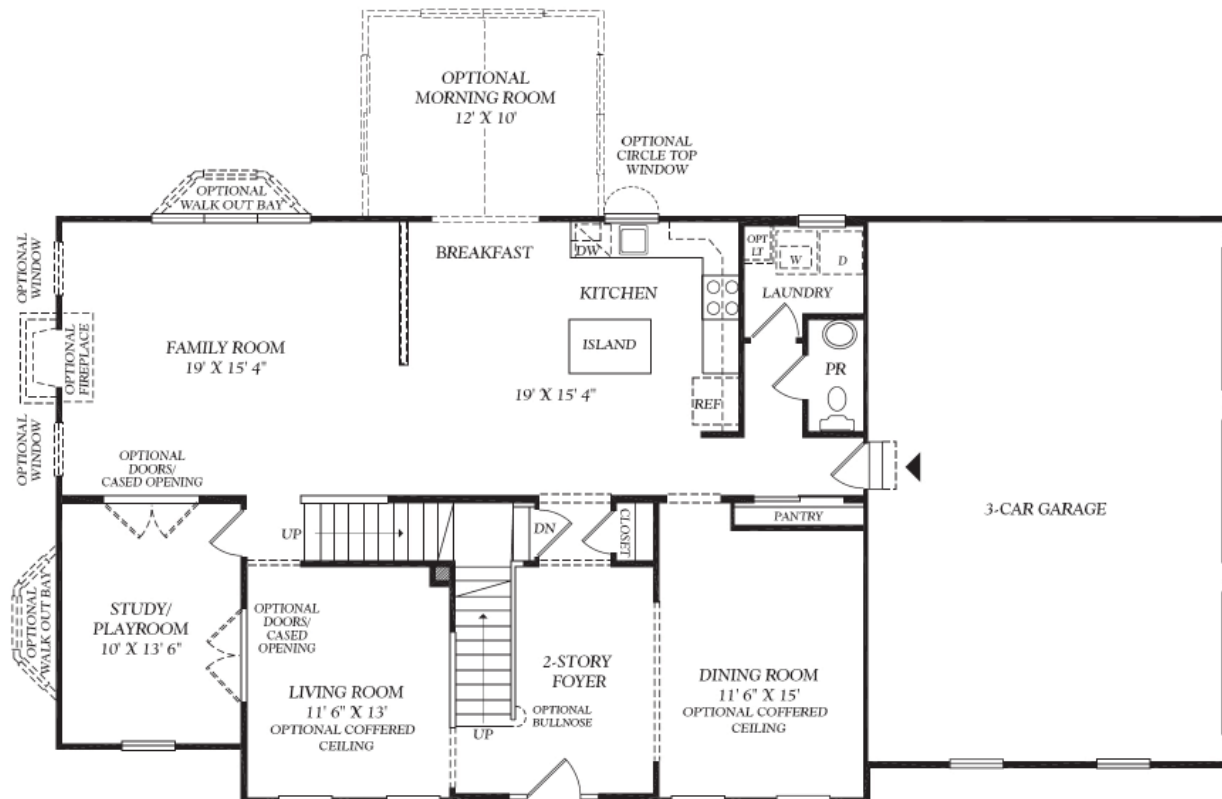 OPTIONAL
MORNING ROOM
12' X 10'
OPTIONAL
CIRCLE TOP
WINDOW
OPTIONAL
WALK OUT BAY
OPTIONAL
WINDOW
BREAKFAST
DW
KITCHEN
ISLAND
19' X 15' 4"
REF
OPT
LT
W
D
LAUNDRY
PR
FAMILY ROOM
19' X 15' 4"
OPTIONAL
FIREPLACE
OPTIONAL
WINDOW
OPTIONAL
DOORS/
CASED OPENING
UP
DN
CLOSET
PANTRY
3-CAR GARAGE
OPTIONAL
WALK OUT BAY
STUDY/
PLAYROOM
10' X 13' 6"
OPTIONAL
DOORS/
CASED
OPENING
LIVING ROOM
11' 6" X 13'
OPTIONAL COFFERED
CEILING
2-STORY
FOYER
OPTIONAL
BULLNOSE
UP
DINING ROOM
11' 6" X 15'
OPTIONAL COFFERED
CEILING